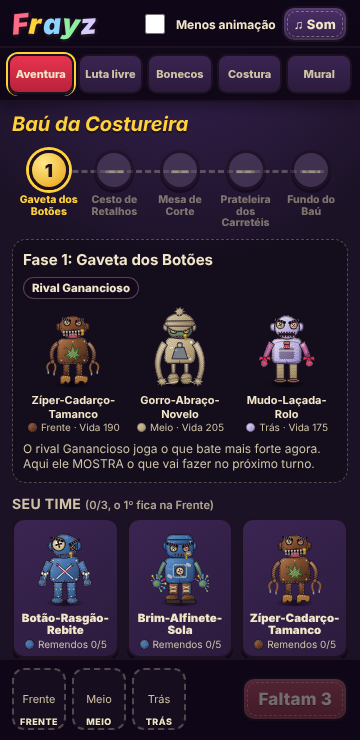 Frayz
Menos animação
♫ Som
Aventura
Luta livre
Bonecos
Costura
Mural
Baú da Costureira
1
Gaveta dos
Botões
Cesto de
Retalhos
Mesa de
Corte
Prateleira
dos
Carretéis
Fundo do
Baú
Fase 1: Gaveta dos Botões
Rival Ganancioso
Zíper-Cadarço-
Tamanco
Frente · Vida 190
Gorro-Abraço-
Novelo
Meio · Vida 205
Mudo-Laçada-
Rolo
Trás · Vida 175
O rival Ganancioso joga o que bate mais forte agora.
Aqui ele MOSTRA o que vai fazer no próximo turno.
SEU TIME (0/3, o 1º fica na Frente)
Botão-Rasgão-
Rebite
Remendos 0/5
Brim-Alfinete-
Sola
Remendos 0/5
Zíper-Cadarço-
Tamanco
Remendos 0/5
Frente
FRENTE
Meio
MEIO
Trás
TRÁS
Faltam 3